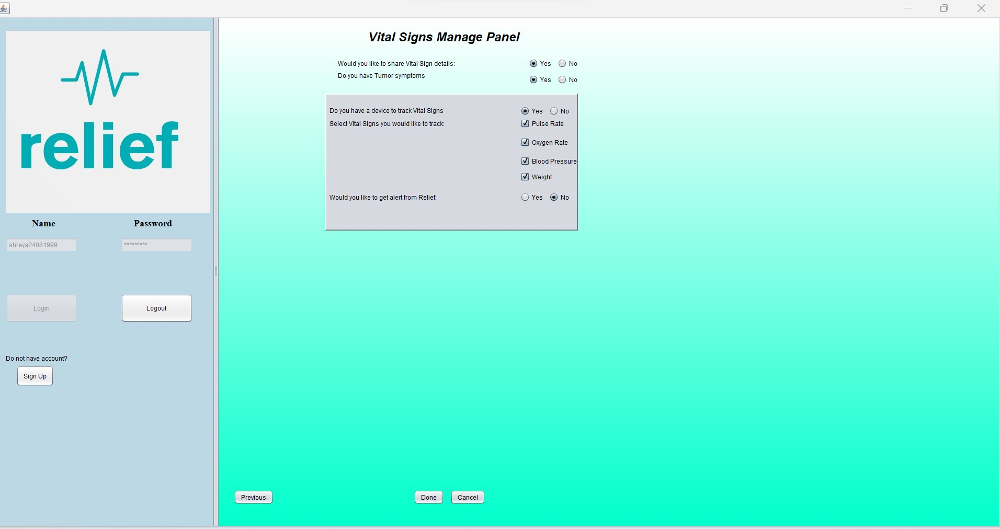 relief
Name Password
shreya24081999 *********
Login Logout
Do not have account?
Sign Up
Vital Signs Manage Panel
Would you like to share Vital Sign details: Yes No
Do you have Tumor symptoms Yes No
Do you have a device to track Vital Signs Yes No
Select Vital Signs you would like to track: Pulse Rate
Oxygen Rate
Blood Pressure
Weight
Would you like to get alert from Relief: Yes No
Previous Done Cancel